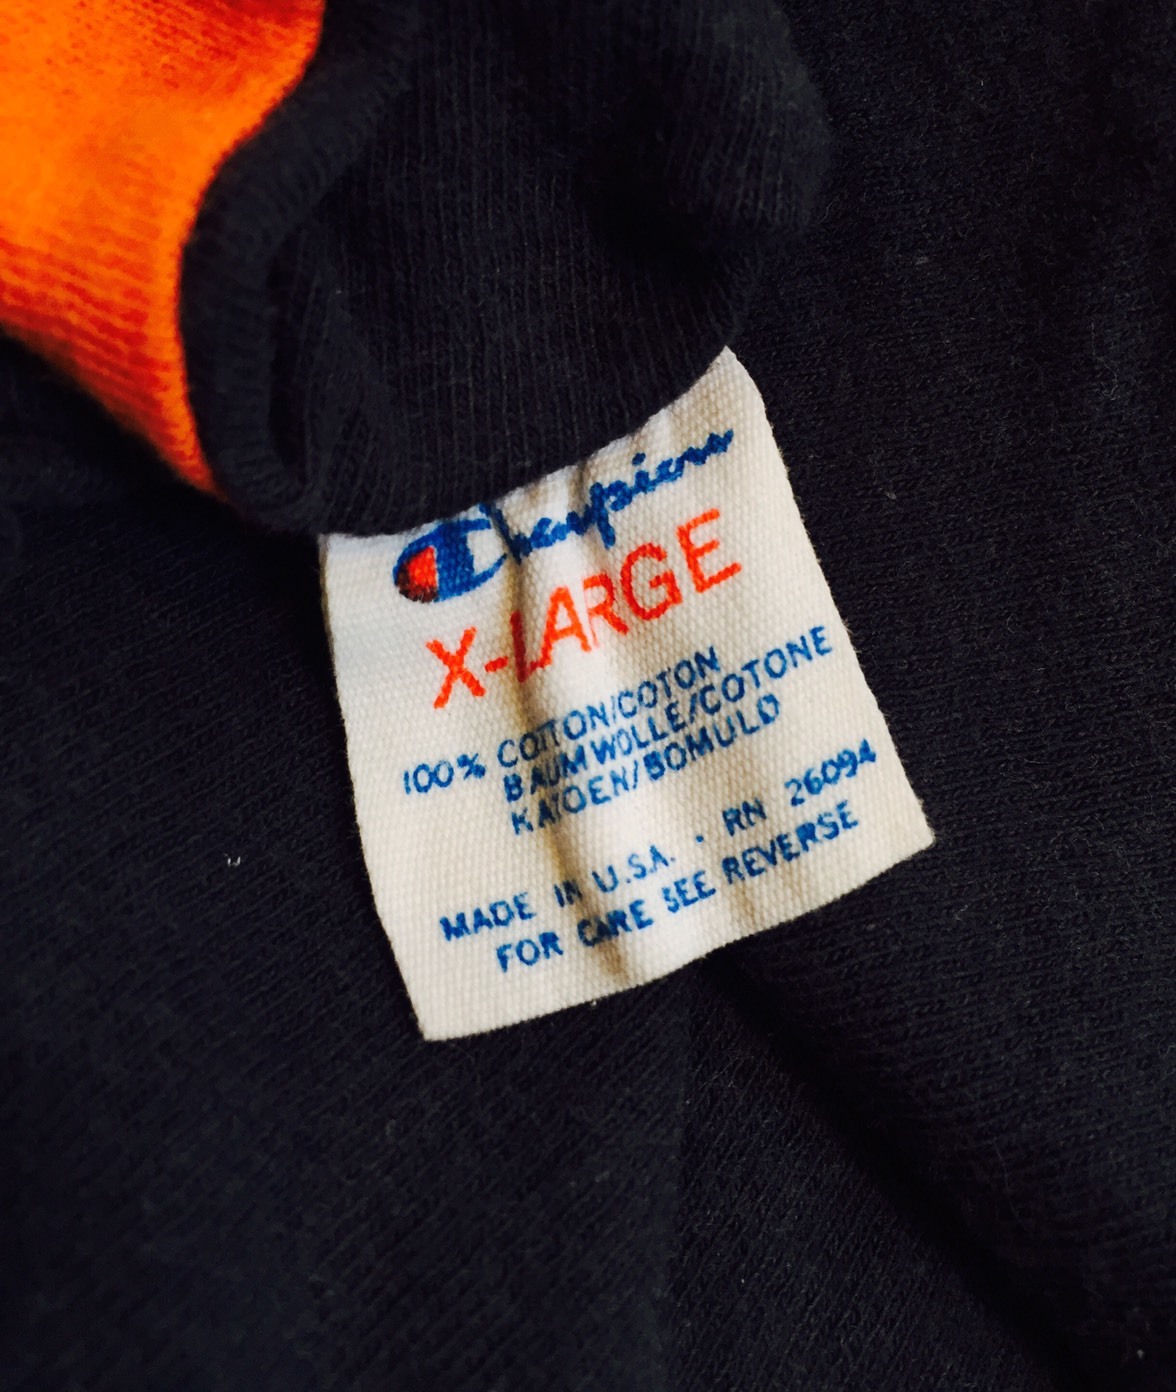 Champion
X-LARGE
100% COTTON/COTON
BAUMWOLLE/COTONE
KATOEN/BOMULD
MADE IN U.S.A. · RN 26094
FOR CARE SEE REVERSE